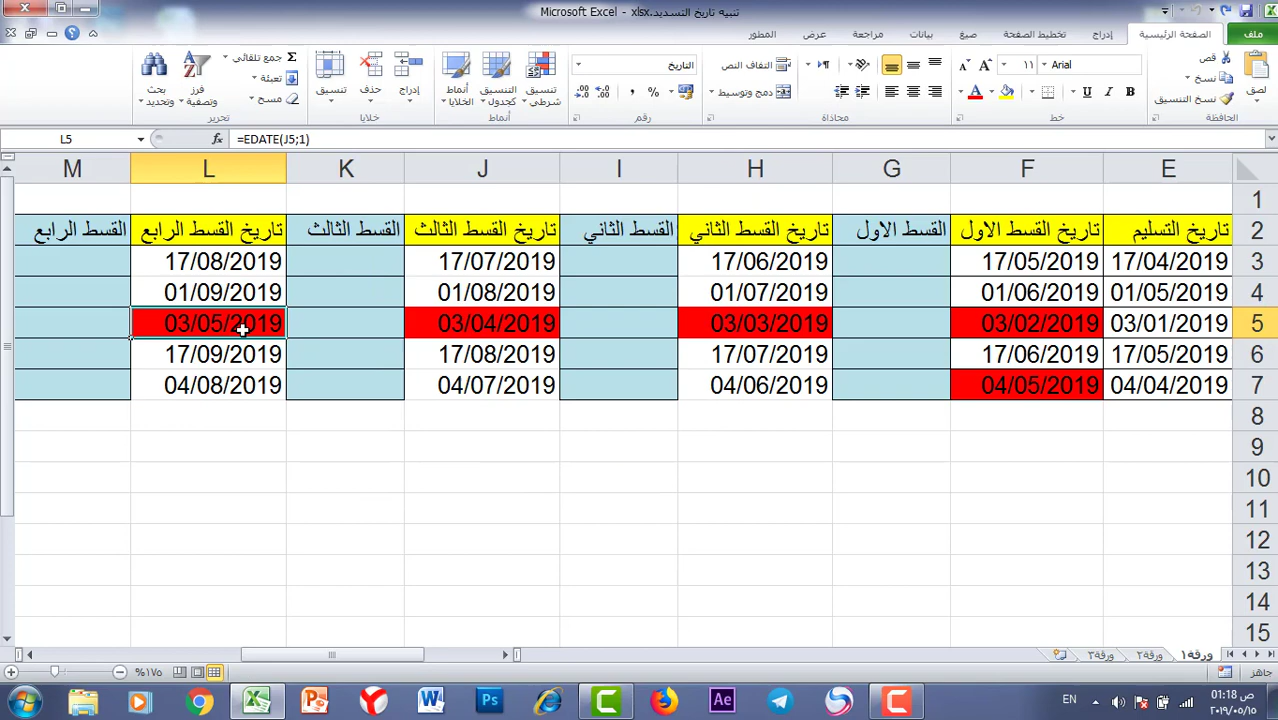 تنبيه تاريخ التسديد.xlsx - Microsoft Excel
ملف
الصفحة الرئيسية
إدراج
تخطيط الصفحة
صيغ
بيانات
مراجعة
عرض
المطور
لصق
قص
نسخ
نسخ التنسيق
الحافظة
Arial
١١
خط
التفاف النص
دمج وتوسيط
محاذاة
التاريخ
%
رقم
تنسيق شرطي
التنسيق كجدول
أنماط الخلايا
أنماط
إدراج
حذف
تنسيق
خلايا
جمع تلقائي
تعبئة
مسح
فرز وتصفية
بحث وتحديد
تحرير
L5
fx =EDATE(J5;1)
M L K J I H G F E
1
2 تاريخ التسليم تاريخ القسط الاول القسط الاول تاريخ القسط الثاني القسط الثاني تاريخ القسط الثالث القسط الثالث تاريخ القسط الرابع القسط الرابع
3 17/04/2019 17/05/2019 17/06/2019 17/07/2019 17/08/2019
4 01/05/2019 01/06/2019 01/07/2019 01/08/2019 01/09/2019
5 03/01/2019 03/02/2019 03/03/2019 03/04/2019 03/05/2019
6 17/05/2019 17/06/2019 17/07/2019 17/08/2019 17/09/2019
7 04/04/2019 04/05/2019 04/06/2019 04/07/2019 04/08/2019
8
9
10
11
12
13
14
15
ورقة١ ورقة٢ ورقة٣
جاهز
%١٧٥
EN
01:18 ص
٢٠١٩/٠٥/١٥
Ps
Ae